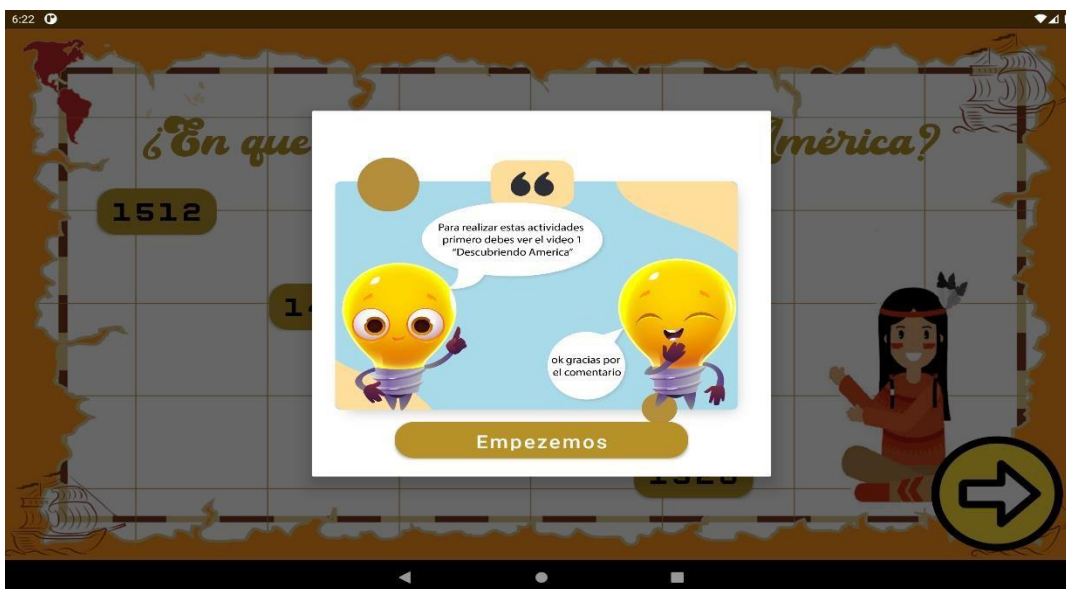 6:22
¿En que
mérica?
1512
Para realizar estas actividades
primero debes ver el video 1
“Descubriendo America”
ok gracias por
el comentario
Empezemos